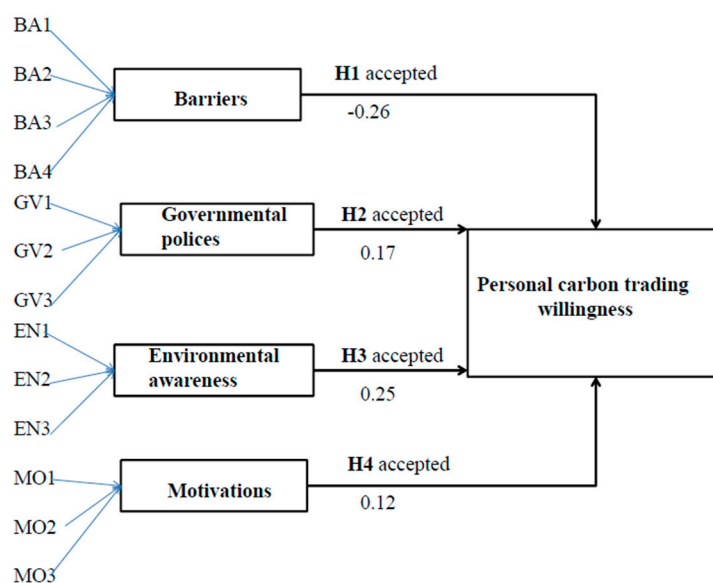 BA1
BA2
BA3
BA4
Barriers
H1 accepted
-0.26
GV1
GV2
GV3
Governmental
polices
H2 accepted
0.17
EN1
EN2
EN3
Environmental
awareness
H3 accepted
0.25
MO1
MO2
MO3
Motivations
H4 accepted
0.12
Personal carbon trading
willingness